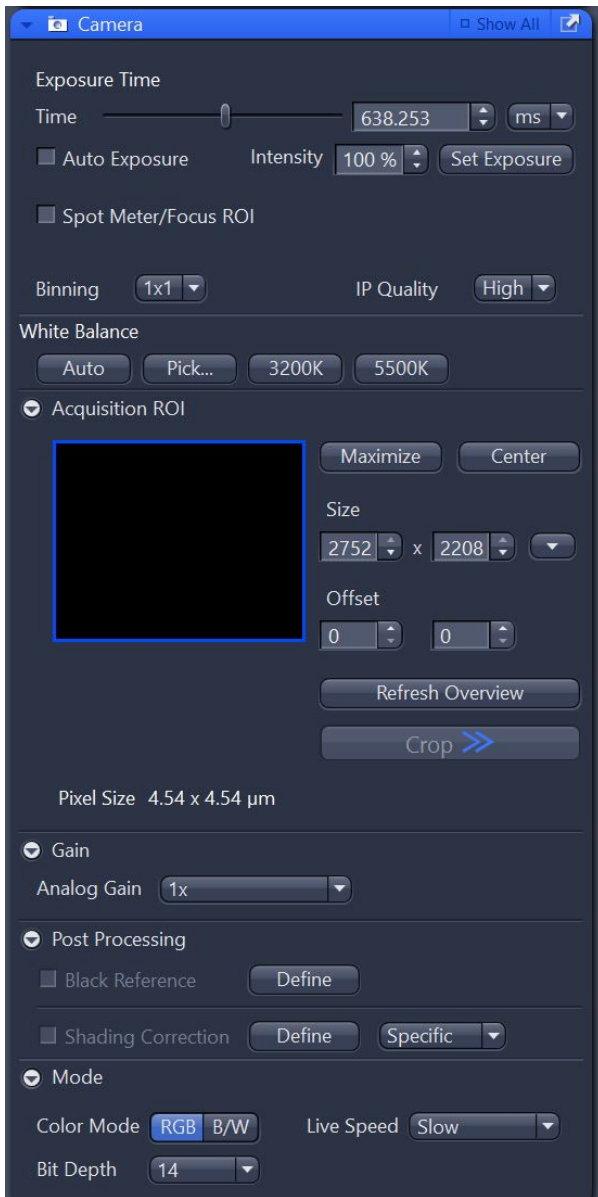 Camera Show All
Exposure Time
Time 638.253 ms
Auto Exposure Intensity 100 % Set Exposure
Spot Meter/Focus ROI
Binning 1x1 IP Quality High
White Balance
Auto Pick... 3200K 5500K
Acquisition ROI
Maximize Center
Size
2752 x 2208
Offset
0 0
Refresh Overview
Crop
Pixel Size 4.54 x 4.54 µm
Gain
Analog Gain 1x
Post Processing
Black Reference Define
Shading Correction Define Specific
Mode
Color Mode RGB B/W Live Speed Slow
Bit Depth 14